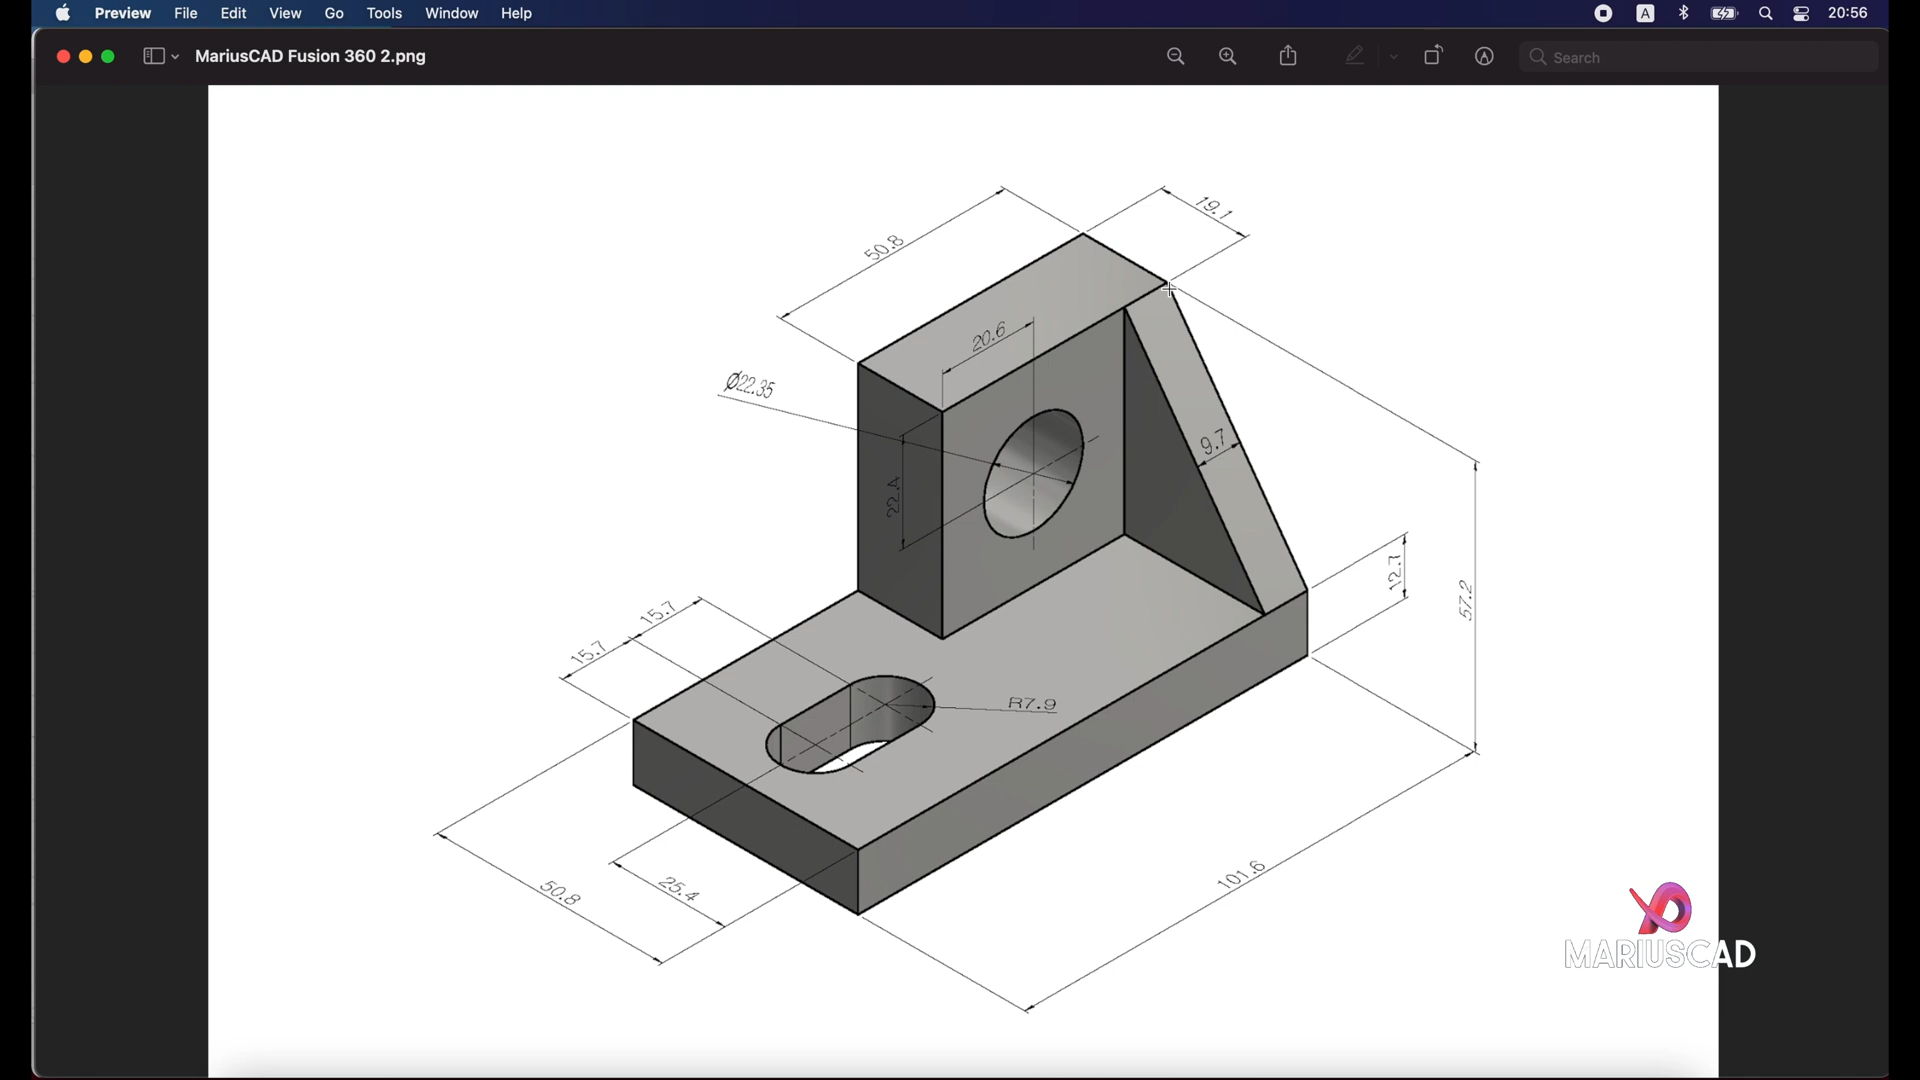 Preview File Edit View Go Tools Window Help A 20:56
MariusCAD Fusion 360 2.png Search
19.1
50.8
20.6
Ø22.35
9.7
22.4
12.7
57.2
15.7
15.7
R7.9
101.6
25.4
50.8
MARIUSCAD